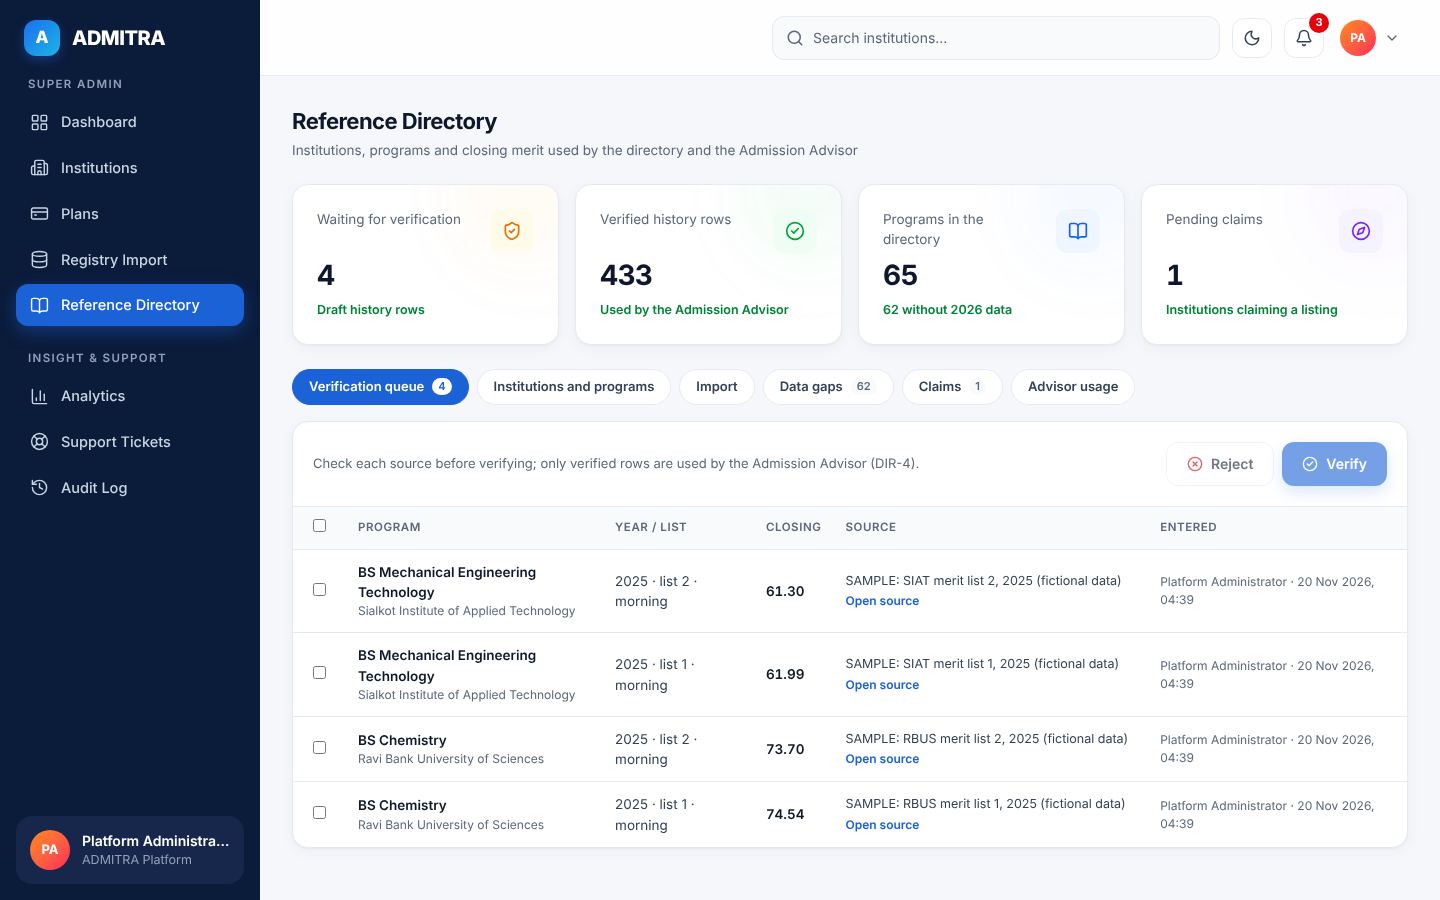 A ADMITRA
SUPER ADMIN
Dashboard
Institutions
Plans
Registry Import
Reference Directory
INSIGHT & SUPPORT
Analytics
Support Tickets
Audit Log
PA
Platform Administra...
ADMITRA Platform
Search institutions...
3
PA
Reference Directory
Institutions, programs and closing merit used by the directory and the Admission Advisor
Waiting for verification
4
Draft history rows
Verified history rows
433
Used by the Admission Advisor
Programs in the
directory
65
62 without 2026 data
Pending claims
1
Institutions claiming a listing
Verification queue 4
Institutions and programs
Import
Data gaps 62
Claims 1
Advisor usage
Check each source before verifying; only verified rows are used by the Admission Advisor (DIR-4).
Reject
Verify
PROGRAM YEAR / LIST CLOSING SOURCE ENTERED
BS Mechanical Engineering
Technology
Sialkot Institute of Applied Technology
2025 · list 2 ·
morning
61.30
SAMPLE: SIAT merit list 2, 2025 (fictional data)
Open source
Platform Administrator · 20 Nov 2026,
04:39
BS Mechanical Engineering
Technology
Sialkot Institute of Applied Technology
2025 · list 1 ·
morning
61.99
SAMPLE: SIAT merit list 1, 2025 (fictional data)
Open source
Platform Administrator · 20 Nov 2026,
04:39
BS Chemistry
Ravi Bank University of Sciences
2025 · list 2 ·
morning
73.70
SAMPLE: RBUS merit list 2, 2025 (fictional data)
Open source
Platform Administrator · 20 Nov 2026,
04:39
BS Chemistry
Ravi Bank University of Sciences
2025 · list 1 ·
morning
74.54
SAMPLE: RBUS merit list 1, 2025 (fictional data)
Open source
Platform Administrator · 20 Nov 2026,
04:39